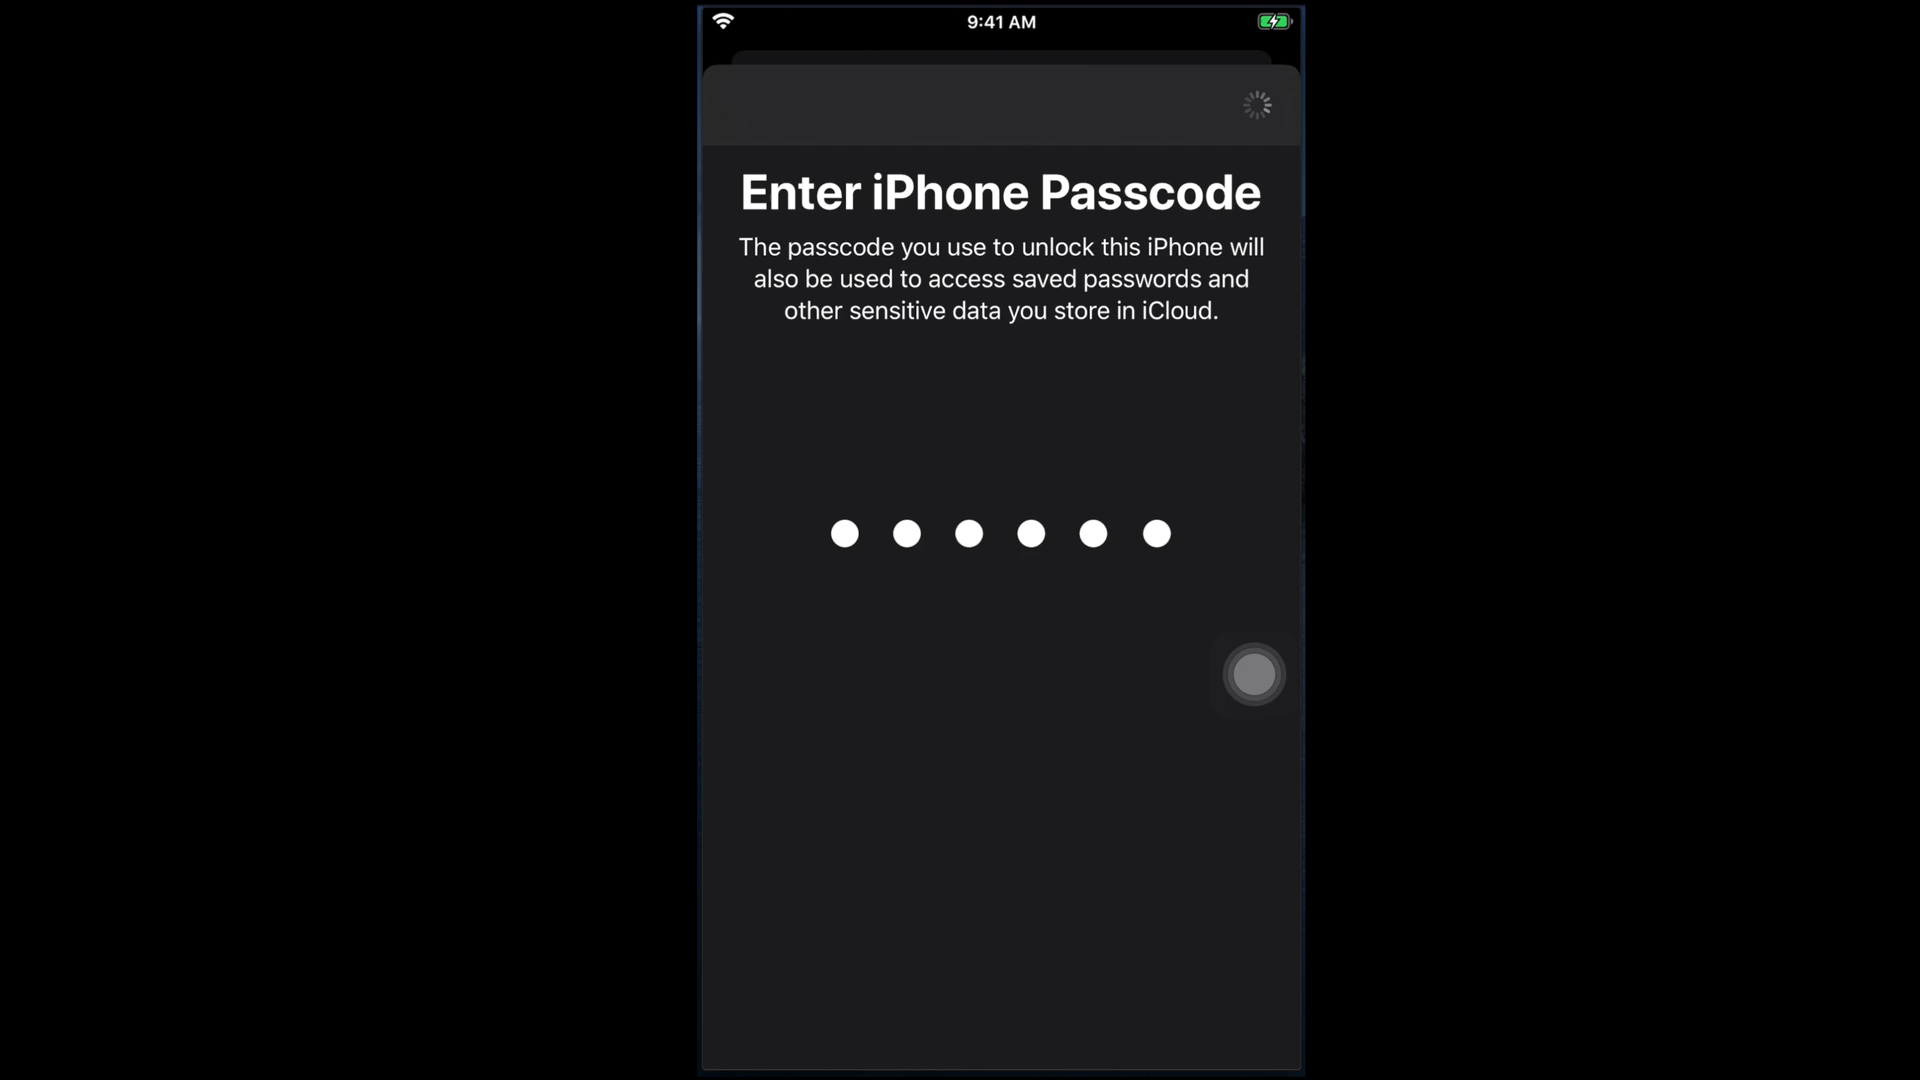 9:41 AM
Enter iPhone Passcode
The passcode you use to unlock this iPhone will
also be used to access saved passwords and
other sensitive data you store in iCloud.